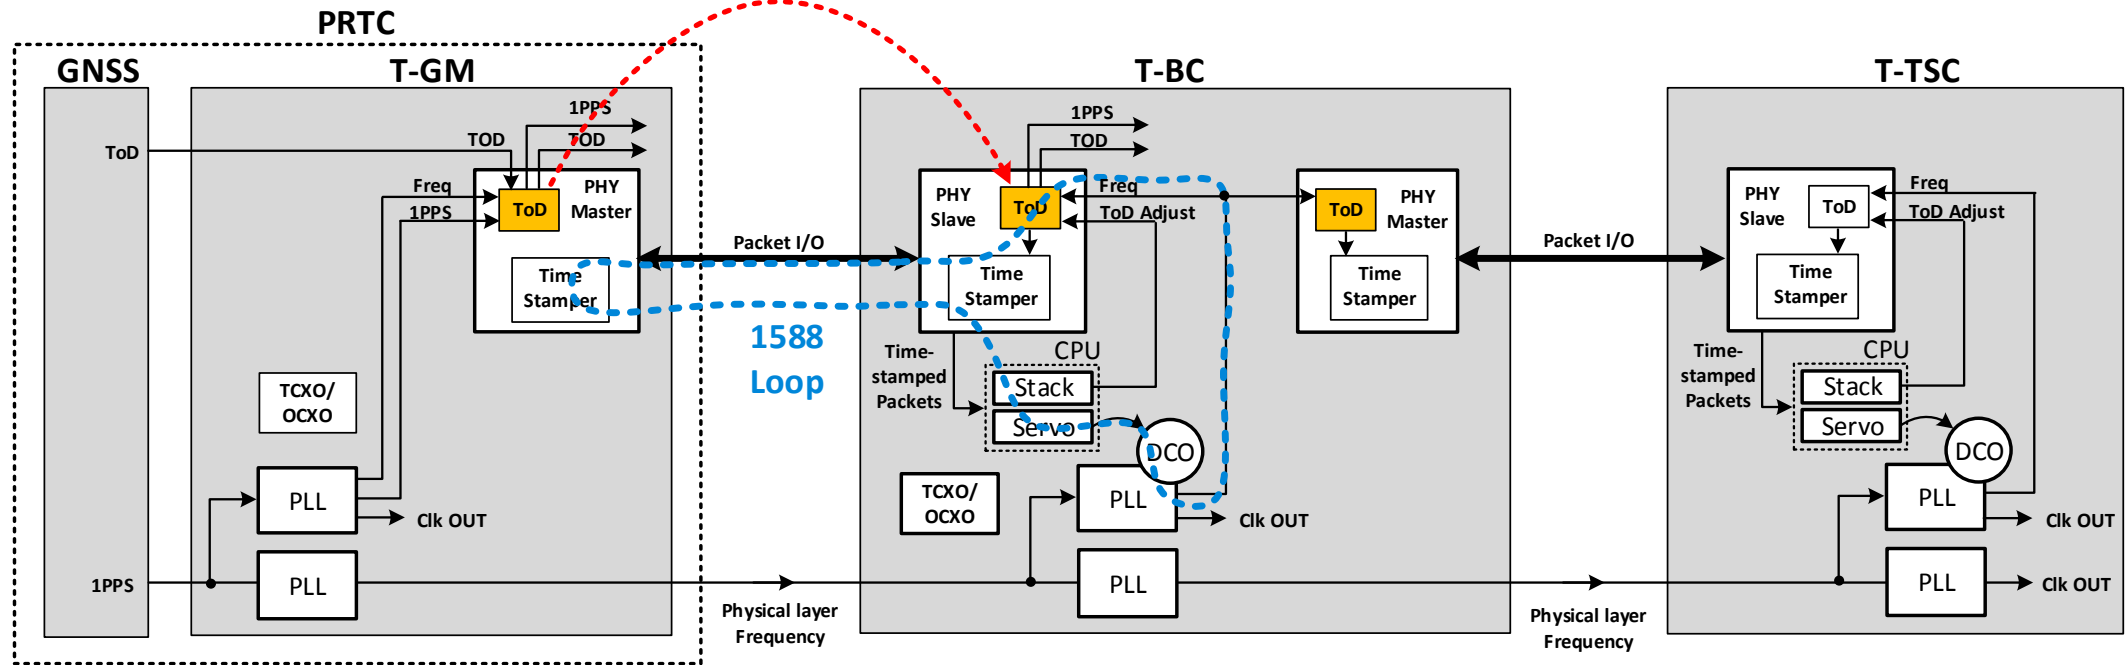 PRTC
GNSS
T-GM
ToD
1PPS
TOD
1PPS
TOD
Freq
1PPS
ToD
PHY
Master
Time
Stamper
TCXO/
OCXO
PLL
Clk OUT
PLL
Packet I/O
1588
Loop
Physical layer
Frequency
T-BC
1PPS
TOD
PHY
Slave
ToD
Freq
ToD Adjust
Time
Stamper
Time-
stamped
Packets
CPU
Stack
Servo
DCO
TCXO/
OCXO
PLL
Clk OUT
PLL
ToD
PHY
Master
Time
Stamper
Packet I/O
Physical layer
Frequency
T-TSC
PHY
Slave
ToD
Freq
ToD Adjust
Time
Stamper
Time-
stamped
Packets
CPU
Stack
Servo
DCO
PLL
Clk OUT
PLL
Clk OUT